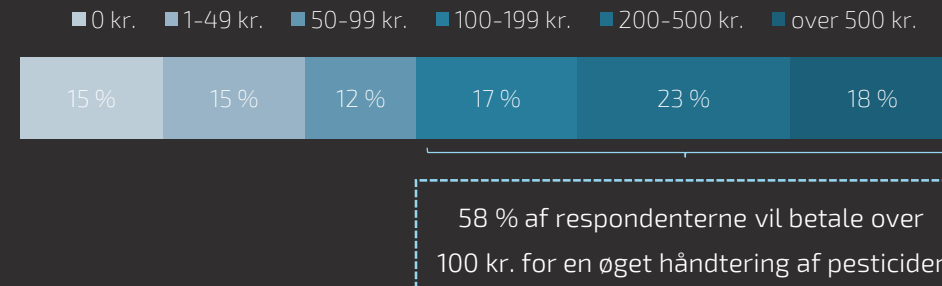 0 kr. 1-49 kr. 50-99 kr. 100-199 kr. 200-500 kr. over 500 kr.
15 % 15 % 12 % 17 % 23 % 18 %
58 % af respondenterne vil betale over
100 kr. for en øget håndtering af pesticider